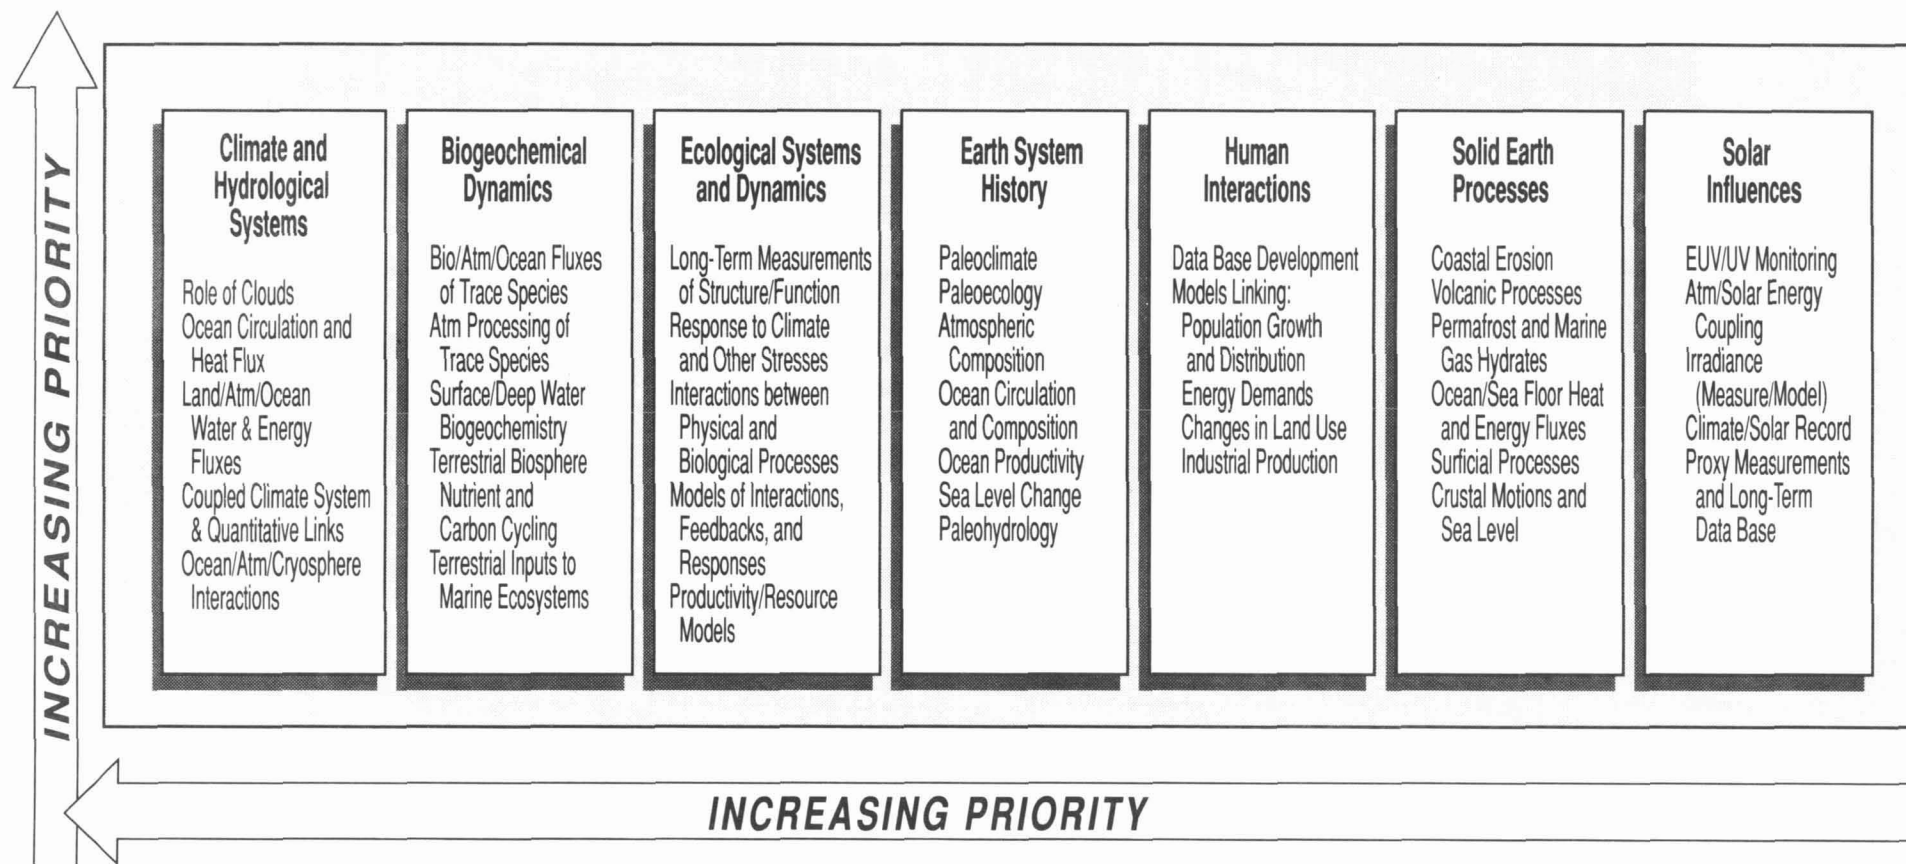 INCREASING PRIORITY
Climate and
Hydrological
Systems
Role of Clouds
Ocean Circulation and
Heat Flux
Land/Atm/Ocean
Water & Energy
Fluxes
Coupled Climate System
& Quantitative Links
Ocean/Atm/Cryosphere
Interactions
Biogeochemical
Dynamics
Bio/Atm/Ocean Fluxes
of Trace Species
Atm Processing of
Trace Species
Surface/Deep Water
Biogeochemistry
Terrestrial Biosphere
Nutrient and
Carbon Cycling
Terrestrial Inputs to
Marine Ecosystems
Ecological Systems
and Dynamics
Long-Term Measurements
of Structure/Function
Response to Climate
and Other Stresses
Interactions between
Physical and
Biological Processes
Models of Interactions,
Feedbacks, and
Responses
Productivity/Resource
Models
Earth System
History
Paleoclimate
Paleoecology
Atmospheric
Composition
Ocean Circulation
and Composition
Ocean Productivity
Sea Level Change
Paleohydrology
Human
Interactions
Data Base Development
Models Linking:
Population Growth
and Distribution
Energy Demands
Changes in Land Use
Industrial Production
Solid Earth
Processes
Coastal Erosion
Volcanic Processes
Permafrost and Marine
Gas Hydrates
Ocean/Sea Floor Heat
and Energy Fluxes
Surficial Processes
Crustal Motions and
Sea Level
Solar
Influences
EUV/UV Monitoring
Atm/Solar Energy
Coupling
Irradiance
(Measure/Model)
Climate/Solar Record
Proxy Measurements
and Long-Term
Data Base
INCREASING PRIORITY